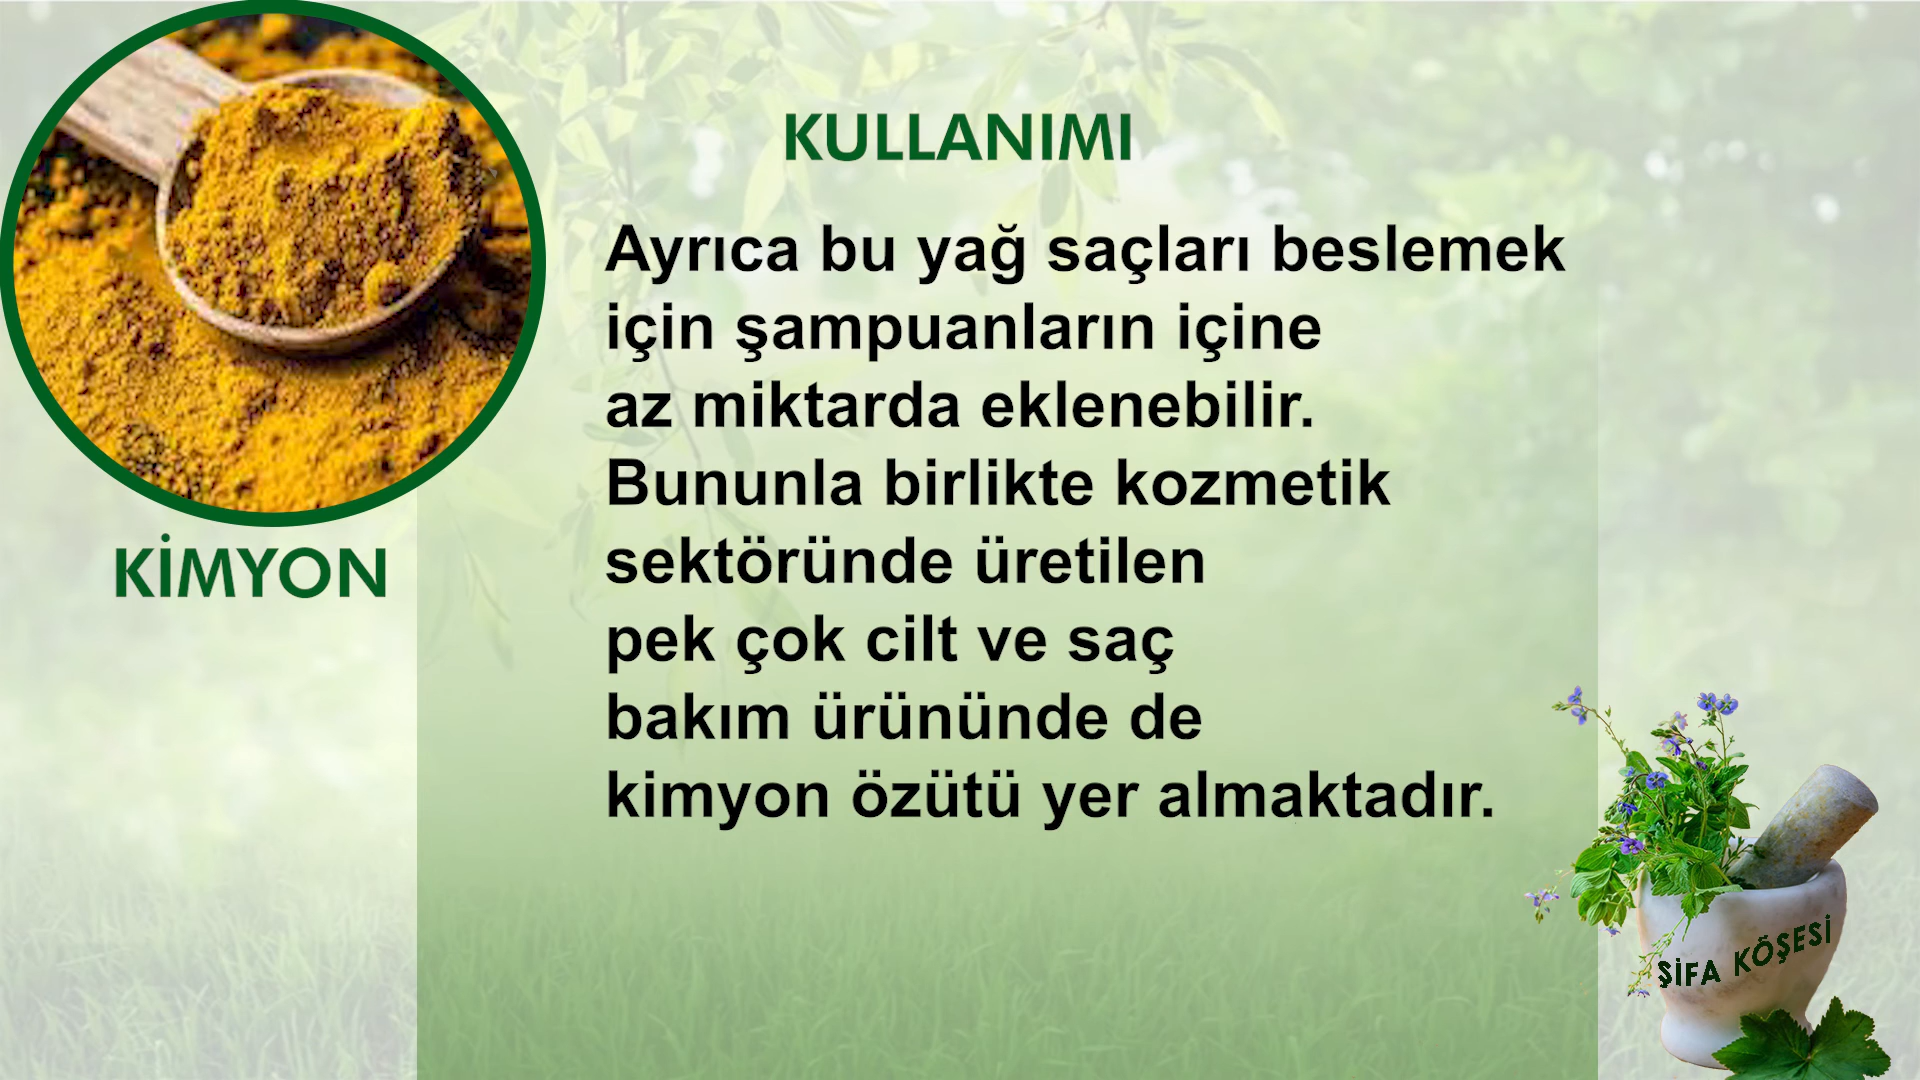 KULLANIMI
Ayrıca bu yağ saçları beslemek
için şampuanların içine
az miktarda eklenebilir.
Bununla birlikte kozmetik
sektöründe üretilen
pek çok cilt ve saç
bakım ürününde de
kimyon özütü yer almaktadır.
KİMYON
ŞİFA KÖŞESİ